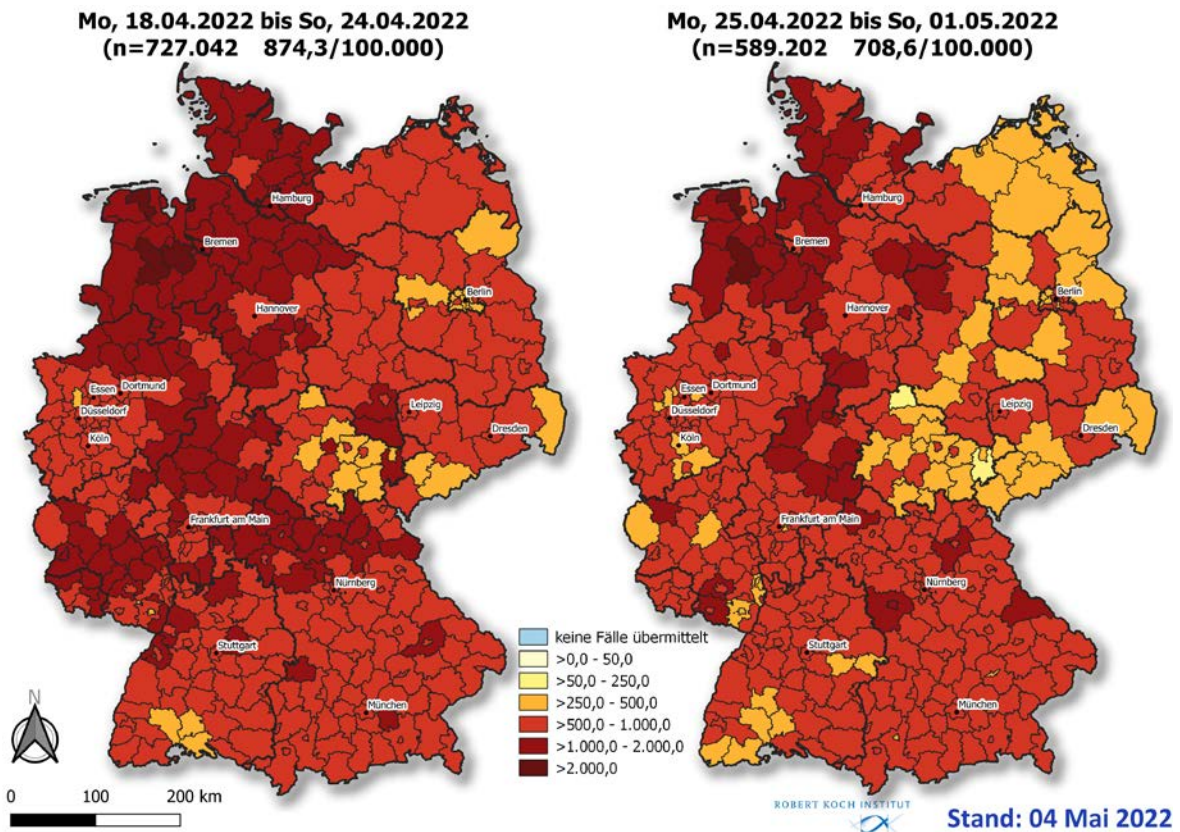 Mo, 18.04.2022 bis So, 24.04.2022
(n=727.042 874,3/100.000)
Mo, 25.04.2022 bis So, 01.05.2022
(n=589.202 708,6/100.000)
Hamburg
Bremen
Berlin
Hannover
Essen
Dortmund
Düsseldorf
Leipzig
Köln
Dresden
Frankfurt am Main
Nürnberg
Stuttgart
München
Hamburg
Bremen
Berlin
Hannover
Essen
Dortmund
Düsseldorf
Leipzig
Köln
Dresden
Frankfurt am Main
Nürnberg
Stuttgart
München
keine Fälle übermittelt
>0,0 - 50,0
>50,0 - 250,0
>250,0 - 500,0
>500,0 - 1.000,0
>1.000,0 - 2.000,0
>2.000,0
N
0 100 200 km
ROBERT KOCH INSTITUT
Stand: 04 Mai 2022